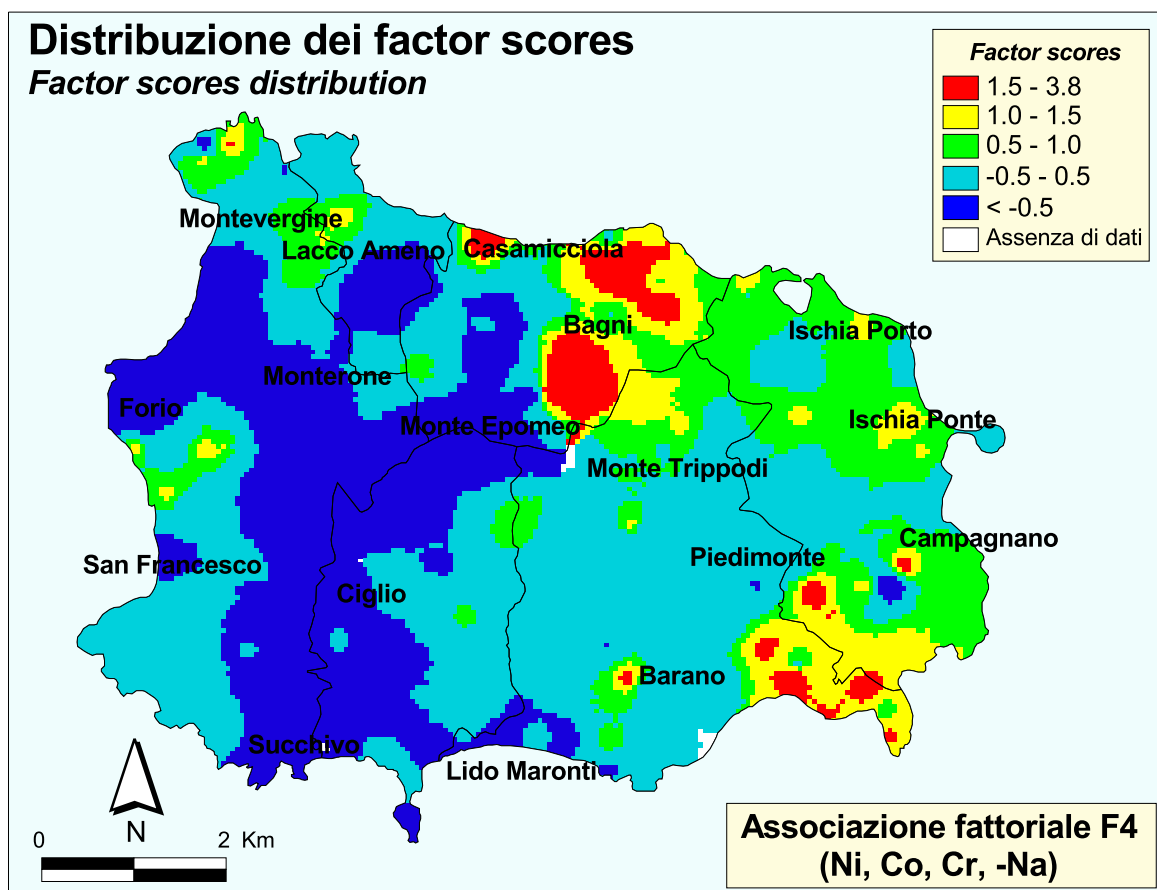 Distribuzione dei factor scores
Factor scores distribution
Factor scores
1.5 - 3.8
1.0 - 1.5
0.5 - 1.0
-0.5 - 0.5
< -0.5
Assenza di dati
Montevergine
Lacco Ameno
Casamicciola
Bagni
Ischia Porto
Monterone
Forio
Monte Epomeo
Ischia Ponte
Monte Trippodi
Campagnano
Piedimonte
San Francesco
Ciglio
Barano
Succhivo
Lido Maronti
N
0 2 Km
Associazione fattoriale F4
(Ni, Co, Cr, -Na)